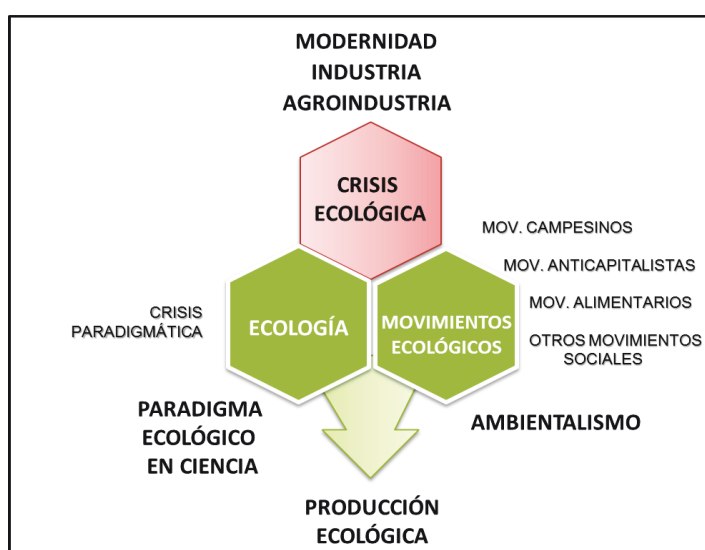 MODERNIDAD
INDUSTRIA
AGROINDUSTRIA
CRISIS
ECOLÓGICA
MOV. CAMPESINOS
MOV. ANTICAPITALISTAS
MOV. ALIMENTARIOS
OTROS MOVIMIENTOS
SOCIALES
CRISIS
PARADIGMÁTICA
ECOLOGÍA
MOVIMIENTOS
ECOLÓGICOS
PARADIGMA
ECOLÓGICO
EN CIENCIA
AMBIENTALISMO
PRODUCCIÓN
ECOLÓGICA